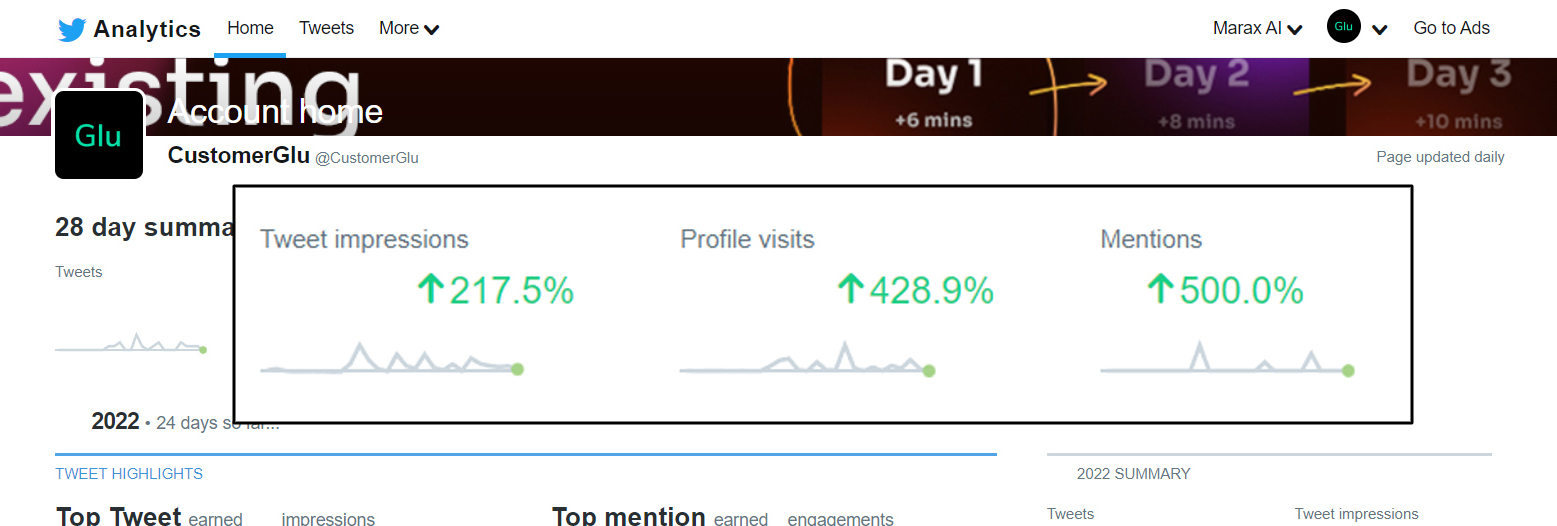 Analytics Home Tweets More Marax AI Glu Go to Ads
existing
Day 1 Day 2 Day 3
+6 mins +8 mins +10 mins
Account home
Glu
CustomerGlu @CustomerGlu Page updated daily
28 day summa
Tweets
Tweet impressions Profile visits Mentions
↑217.5% ↑428.9% ↑500.0%
2022 • 24 days so far...
TWEET HIGHLIGHTS 2022 SUMMARY
Top Tweet earned impressions Top mention earned engagements
Tweets Tweet impressions